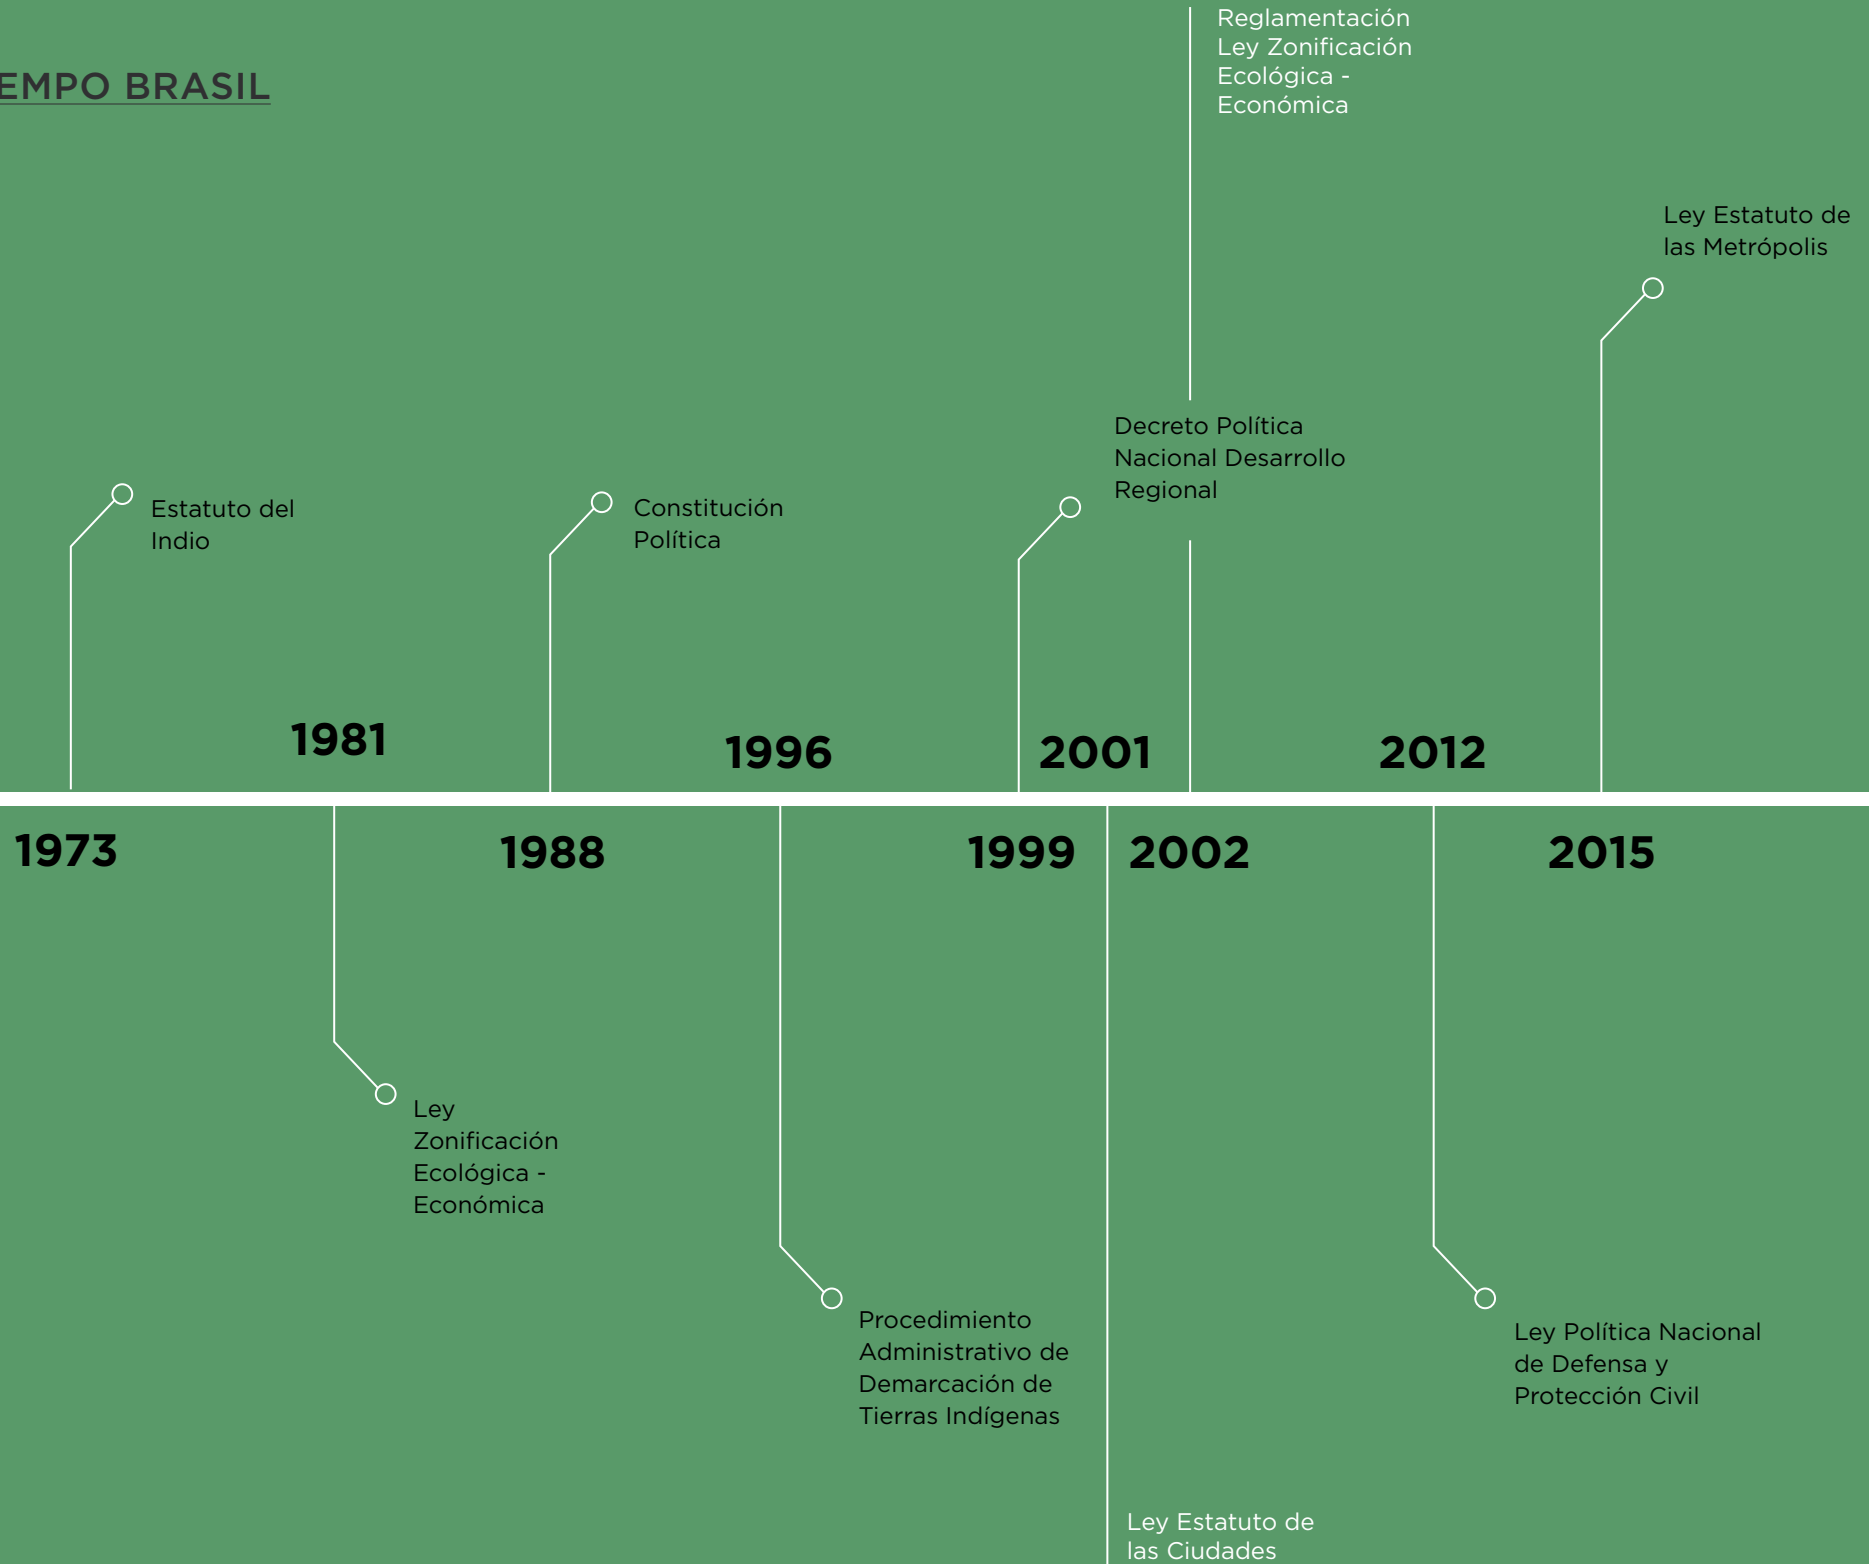 Reglamentación
Ley Zonificación
Ecológica -
Económica
EMPO BRASIL
Ley Estatuto de
las Metrópolis
Decreto Política
Nacional Desarrollo
Regional
Estatuto del
Indio
Constitución
Política
1981
1996
2001
2012
1973
1988
1999
2002
2015
Ley
Zonificación
Ecológica -
Económica
Procedimiento
Administrativo de
Demarcación de
Tierras Indígenas
Ley Política Nacional
de Defensa y
Protección Civil
Ley Estatuto de
las Ciudades